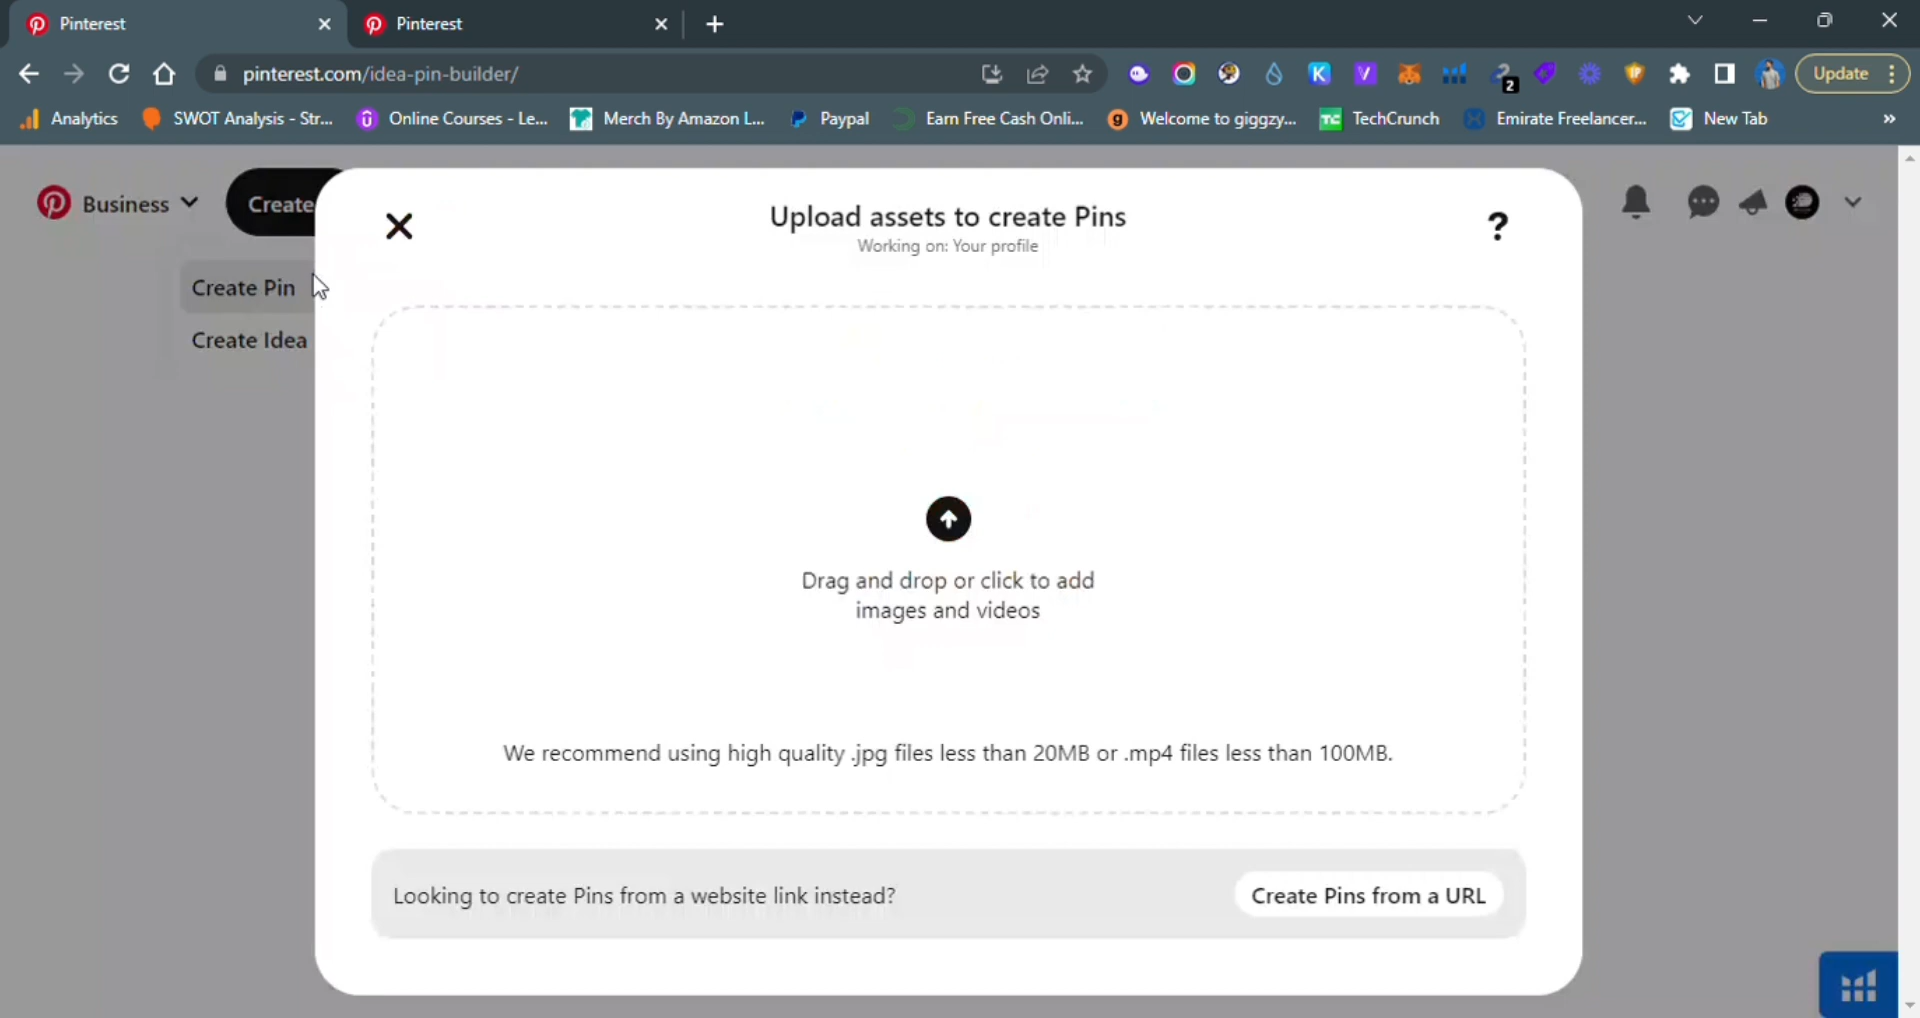 Pinterest
Pinterest
pinterest.com/idea-pin-builder/
2
Update
Analytics
SWOT Analysis - Str...
Online Courses - Le...
Merch By Amazon L...
Paypal
Earn Free Cash Onli...
Welcome to giggzy...
TechCrunch
Emirate Freelancer...
New Tab
»
Business
Create
Create Pin
Create Idea
Upload assets to create Pins
Working on: Your profile
?
Drag and drop or click to add
images and videos
We recommend using high quality .jpg files less than 20MB or .mp4 files less than 100MB.
Looking to create Pins from a website link instead?
Create Pins from a URL